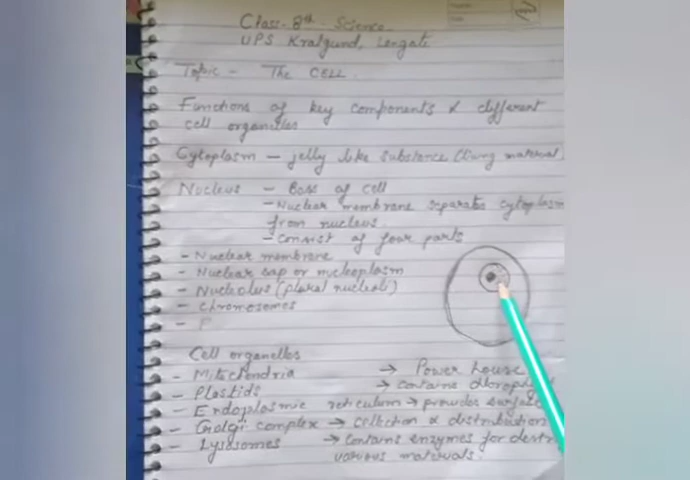 Class-8th Science
UPS Kralgund, Langate
Topic - The CELL.
Functions of key components & different
cell organelles
Cytoplasm - jelly like substance (living material
Nucleus - Boss of cell
- Nuclear membrane separates cytoplasm
from nucleus.
- consist of four parts
- Nuclear membrane
- Nuclear sap or nucleoplasm
- Nucleolus (plural nucleoli)
- chromosomes
- P
Cell organelles
- Mitochndria → Power house
- Plastids → contains chlorophyll
- Endoplasmic reticulum → provides surface
- Golgi complex → collection & distribution
- Lysosomes → contains enzymes for destr
various materials.